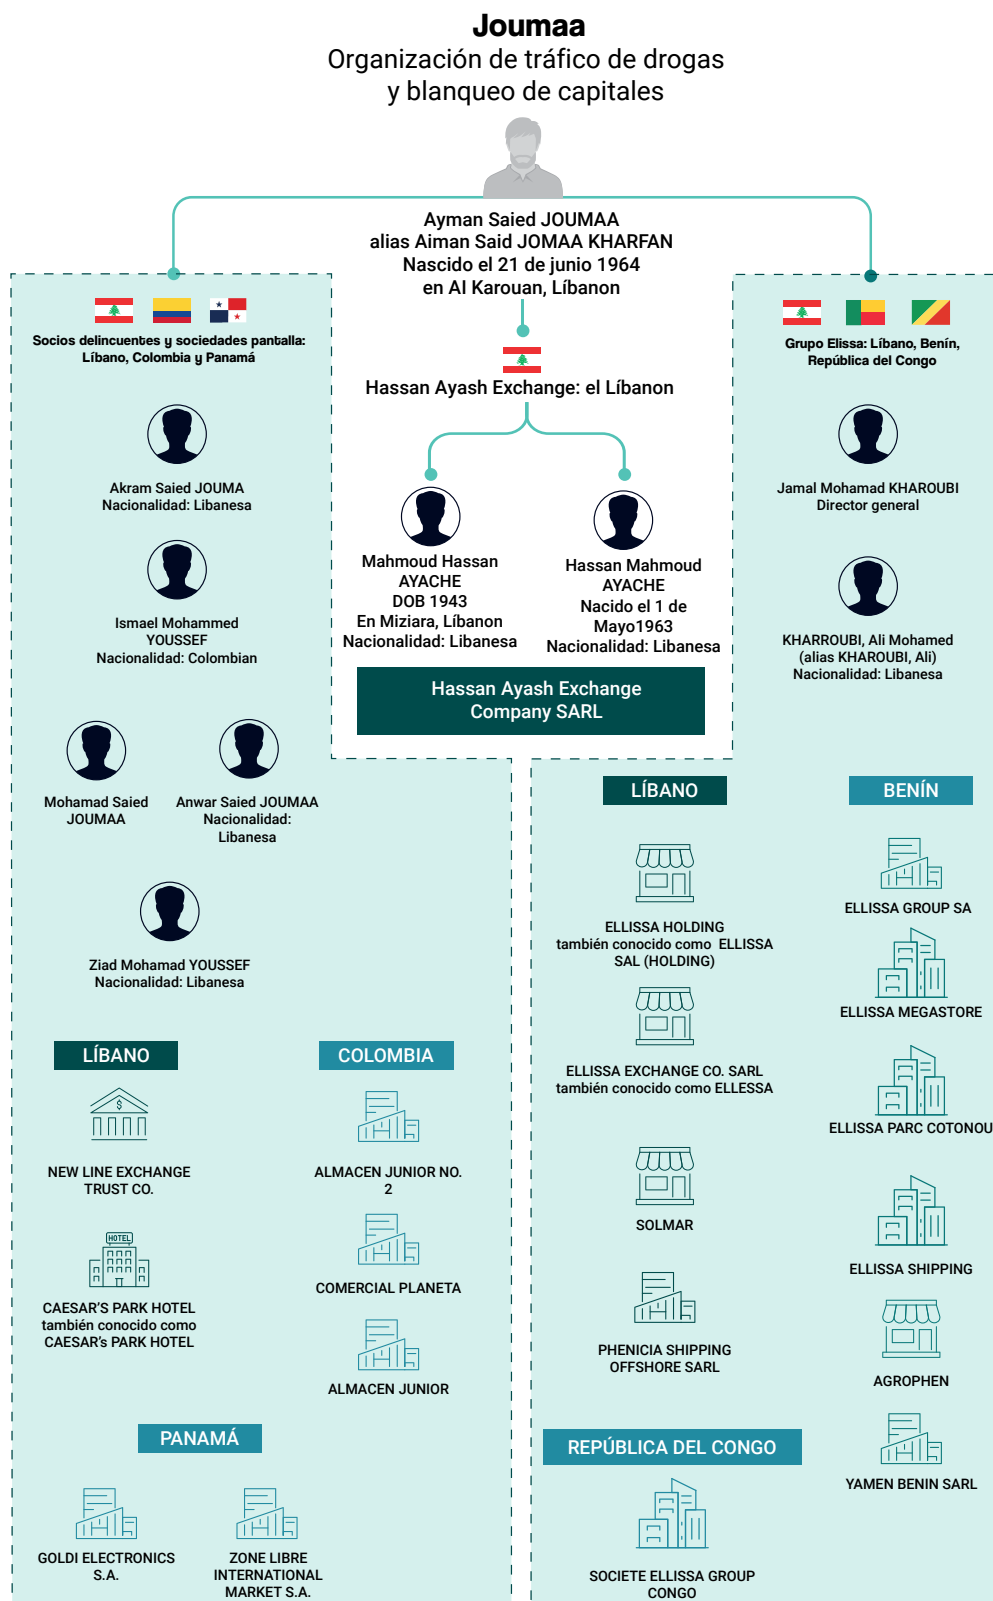 Joumaa
Organización de tráfico de drogas
y blanqueo de capitales
Ayman Saied JOUMAA
alias Aiman Said JOMAA KHARFAN
Nascido el 21 de junio 1964
en Al Karouan, Líbanon
Socios delincuentes y sociedades pantalla:
Líbano, Colombia y Panamá
Akram Saied JOUMA
Nacionalidad: Libanesa
Ismael Mohammed
YOUSSEF
Nacionalidad: Colombian
Mohamad Saied
JOUMAA
Anwar Saied JOUMAA
Nacionalidad:
Libanesa
Ziad Mohamad YOUSSEF
Nacionalidad: Libanesa
LÍBANO
$
NEW LINE EXCHANGE
TRUST CO.
HOTEL
CAESAR'S PARK HOTEL
también conocido como
CAESAR's PARK HOTEL
COLOMBIA
ALMACEN JUNIOR NO.
2
COMERCIAL PLANETA
ALMACEN JUNIOR
PANAMÁ
GOLDI ELECTRONICS
S.A.
ZONE LIBRE
INTERNATIONAL
MARKET S.A.
Hassan Ayash Exchange: el Líbanon
Mahmoud Hassan
AYACHE
DOB 1943
En Miziara, Líbanon
Nacionalidad: Libanesa
Hassan Mahmoud
AYACHE
Nacido el 1 de
Mayo1963
Nacionalidad: Libanesa
Hassan Ayash Exchange
Company SARL
Grupo Elissa: Líbano, Benín,
República del Congo
Jamal Mohamad KHAROUBI
Director general
KHARROUBI, Ali Mohamed
(alias KHAROUBI, Ali)
Nacionalidad: Libanesa
LÍBANO
ELLISSA HOLDING
también conocido como ELLISSA
SAL (HOLDING)
ELLISSA EXCHANGE CO. SARL
también conocido como ELLESSA
SOLMAR
PHENICIA SHIPPING
OFFSHORE SARL
BENÍN
ELLISSA GROUP SA
ELLISSA MEGASTORE
ELLISSA PARC COTONOU
ELLISSA SHIPPING
AGROPHEN
YAMEN BENIN SARL
REPÚBLICA DEL CONGO
SOCIETE ELLISSA GROUP
CONGO